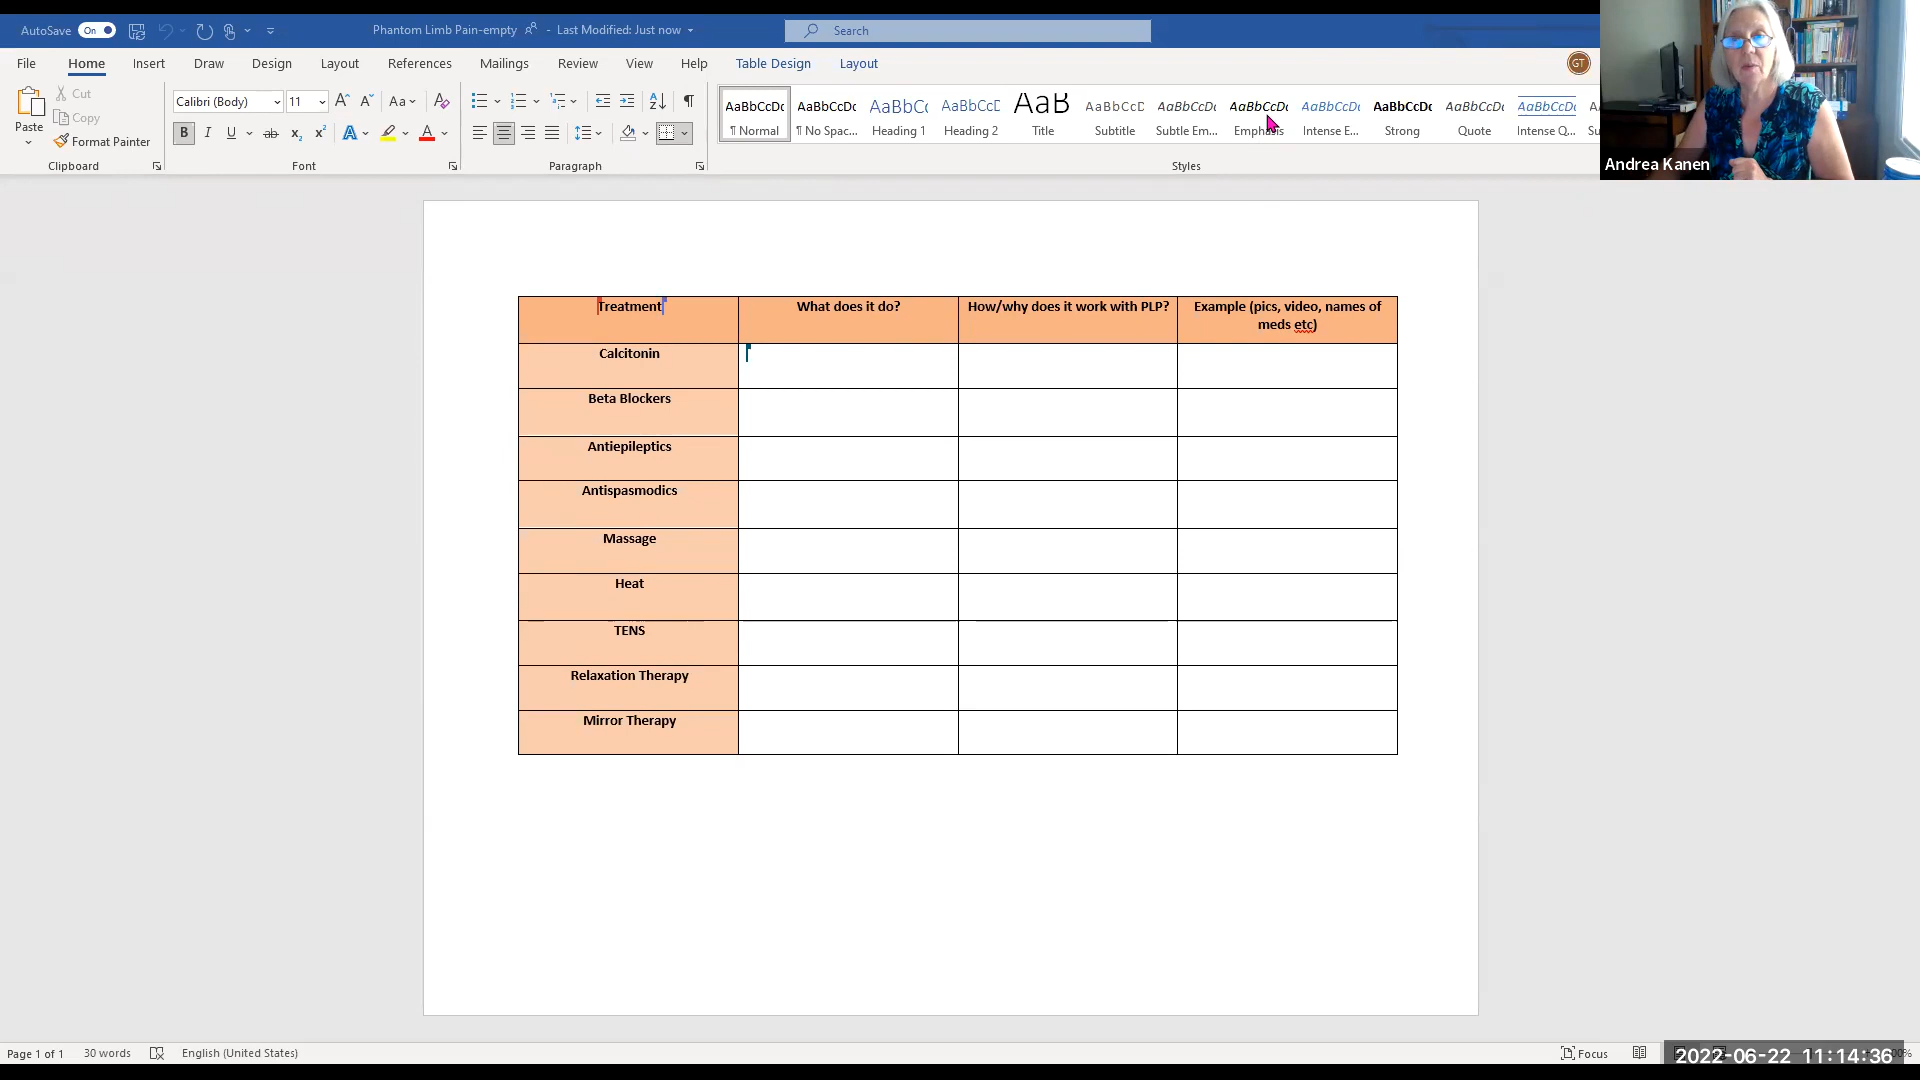 AutoSave On
Phantom Limb Pain-empty - Last Modified: Just now
Search
File Home Insert Draw Design Layout References Mailings Review View Help Table Design Layout
GT
Paste
Cut
Copy
Format Painter
Clipboard
Calibri (Body) 11
Font
Paragraph
AaBbCcDc AaBbCcDc AaBbCc AaBbCcE AaB AaBbCcD AaBbCcDc AaBbCcDc AaBbCcDc AaBbCcDc AaBbCcDc AaBbCcDc
¶ Normal ¶ No Spac... Heading 1 Heading 2 Title Subtitle Subtle Em... Emphasis Intense E... Strong Quote Intense Q...
Styles
Andrea Kanen
Treatment What does it do? How/why does it work with PLP? Example (pics, video, names of
meds etc)
Calcitonin
Beta Blockers
Antiepileptics
Antispasmodics
Massage
Heat
TENS
Relaxation Therapy
Mirror Therapy
Page 1 of 1 30 words English (United States)
Focus
2022-06-22 11:14:36